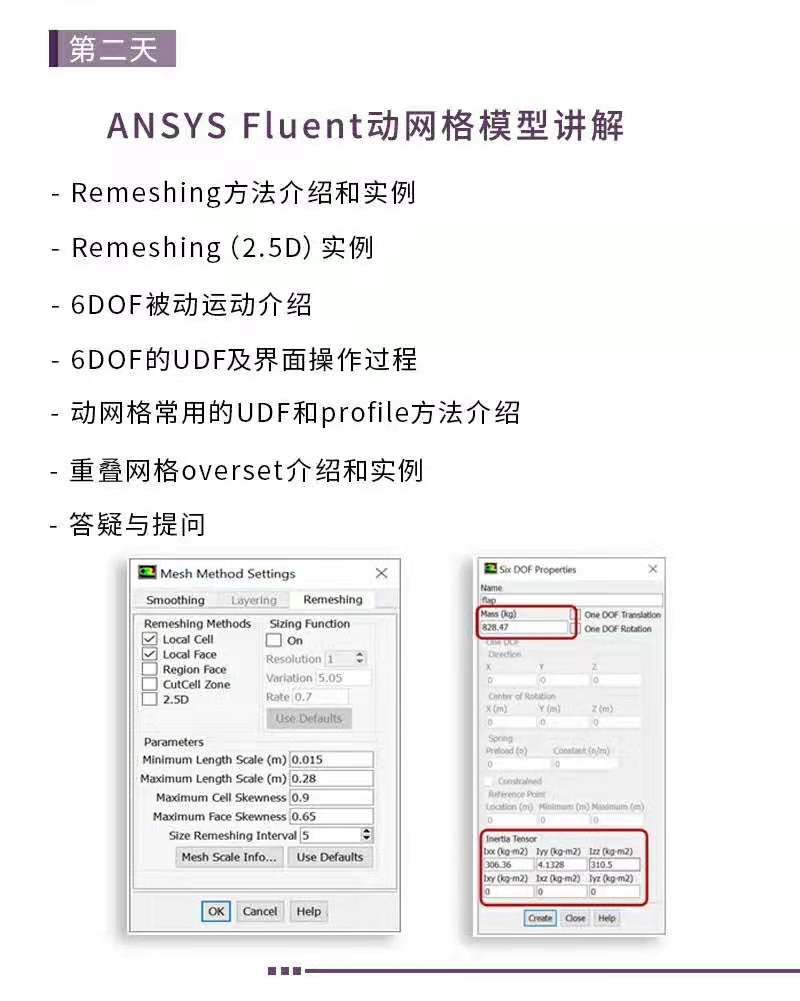 第二天
ANSYS Fluent动网格模型讲解
- Remeshing方法介绍和实例
- Remeshing（2.5D）实例
- 6DOF被动运动介绍
- 6DOF的UDF及界面操作过程
- 动网格常用的UDF和profile方法介绍
- 重叠网格overset介绍和实例
- 答疑与提问
Mesh Method Settings
Smoothing Layering Remeshing
Remeshing Methods
Local Cell
Local Face
Region Face
CutCell Zone
2.5D
Sizing Function
On
Resolution 1
Variation 5.05
Rate 0.7
Use Defaults
Parameters
Minimum Length Scale (m) 0.015
Maximum Length Scale (m) 0.28
Maximum Cell Skewness 0.9
Maximum Face Skewness 0.65
Size Remeshing Interval 5
Mesh Scale Info... Use Defaults
OK Cancel Help
Six DOF Properties
Name
flap
Mass (kg)
828.47
One DOF Translation
One DOF Rotation
One DOF
Direction
X Y Z
0 0 0
Center of Rotation
X (m) Y (m) Z (m)
0 0 0
Spring
Preload (n) Constant (n/m)
0 0
Constrained
Reference Point
Location (m) Minimum (m) Maximum (m)
0 0 0
Inertia Tensor
Ixx (kg-m2) Iyy (kg-m2) Izz (kg-m2)
306.36 4.1328 310.5
Ixy (kg-m2) Ixz (kg-m2) Iyz (kg-m2)
0 0 0
Create Close Help